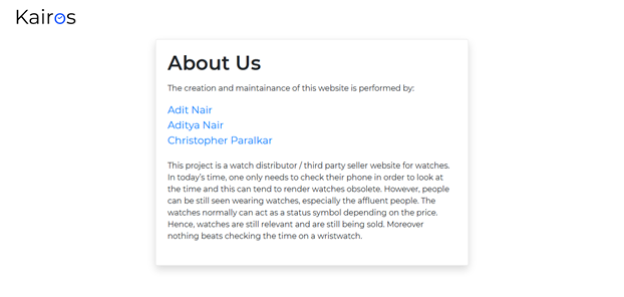 Kairos
About Us
The creation and maintainance of this website is performed by:
Adit Nair
Aditya Nair
Christopher Paralkar
This project is a watch distributor / third party seller website for watches.
In today's time, one only needs to check their phone in order to look at
the time and this can tend to render watches obsolete. However, people
can be still seen wearing watches, especially the affluent people. The
watches normally can act as a status symbol depending on the price.
Hence, watches are still relevant and are still being sold. Moreover
nothing beats checking the time on a wristwatch.